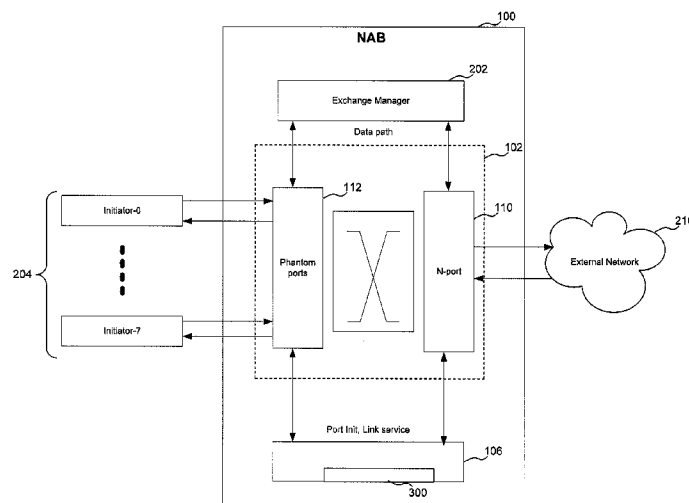 100
NAB
202
Exchange Manager
Data path
102
112
110
Initiator-0
Phantom
ports
N-port
External Network
210
204
Initiator-7
Port Init, Link service
106
300